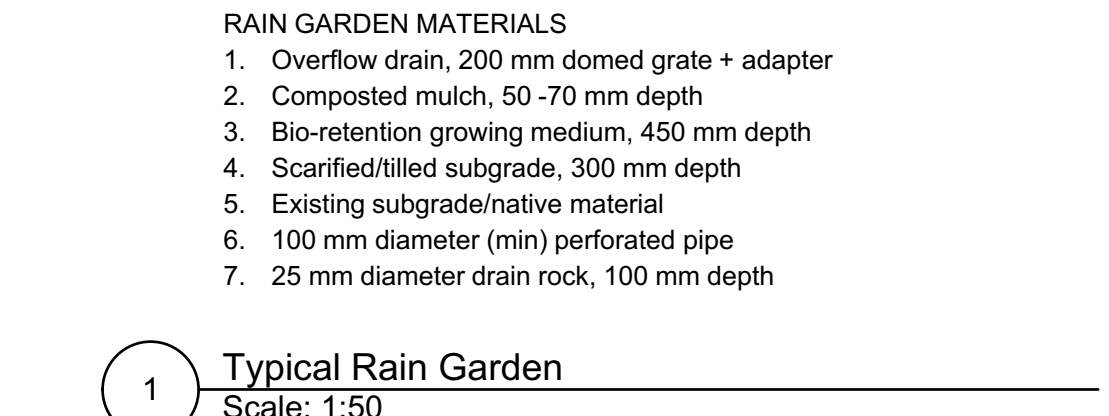 RAIN GARDEN MATERIALS
1. Overflow drain, 200 mm domed grate + adapter
2. Composted mulch, 50 -70 mm depth
3. Bio-retention growing medium, 450 mm depth
4. Scarified/tilled subgrade, 300 mm depth
5. Existing subgrade/native material
6. 100 mm diameter (min) perforated pipe
7. 25 mm diameter drain rock, 100 mm depth
1 Typical Rain Garden
Scale: 1:50